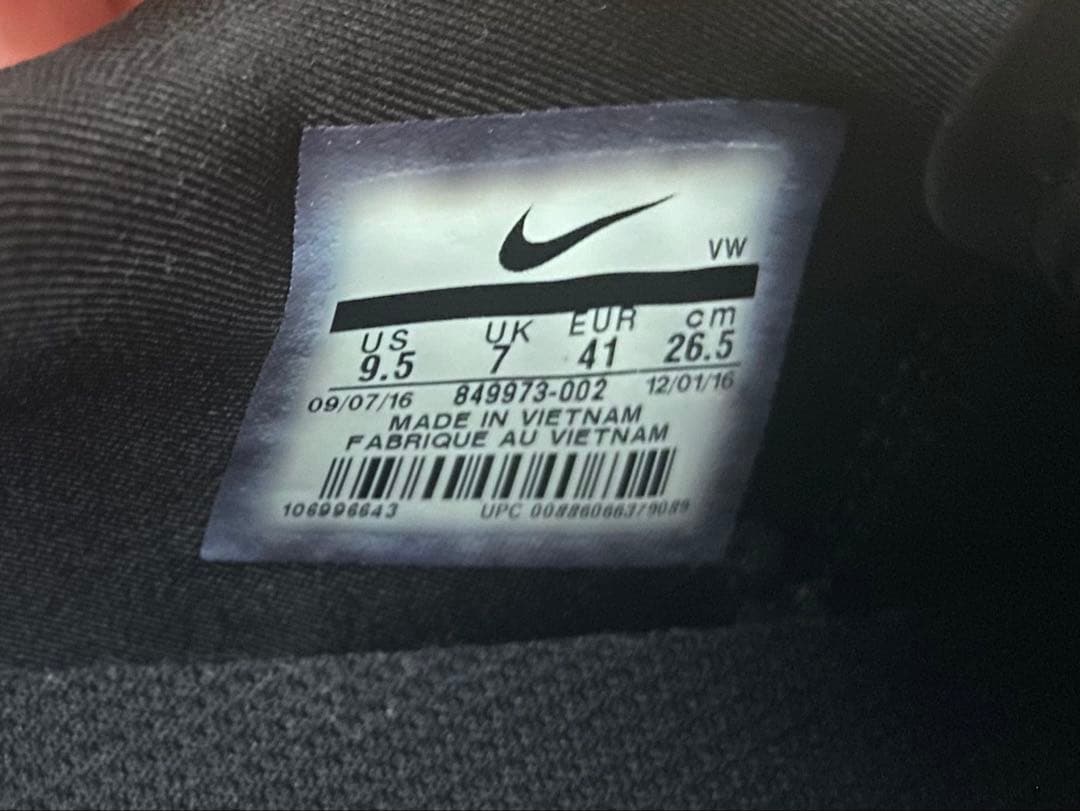 VW
US UK EUR cm
9.5 7 41 26.5
09/07/16 849973-002 12/01/16
MADE IN VIETNAM
FABRIQUE AU VIETNAM
106996643 UPC 00886066379089